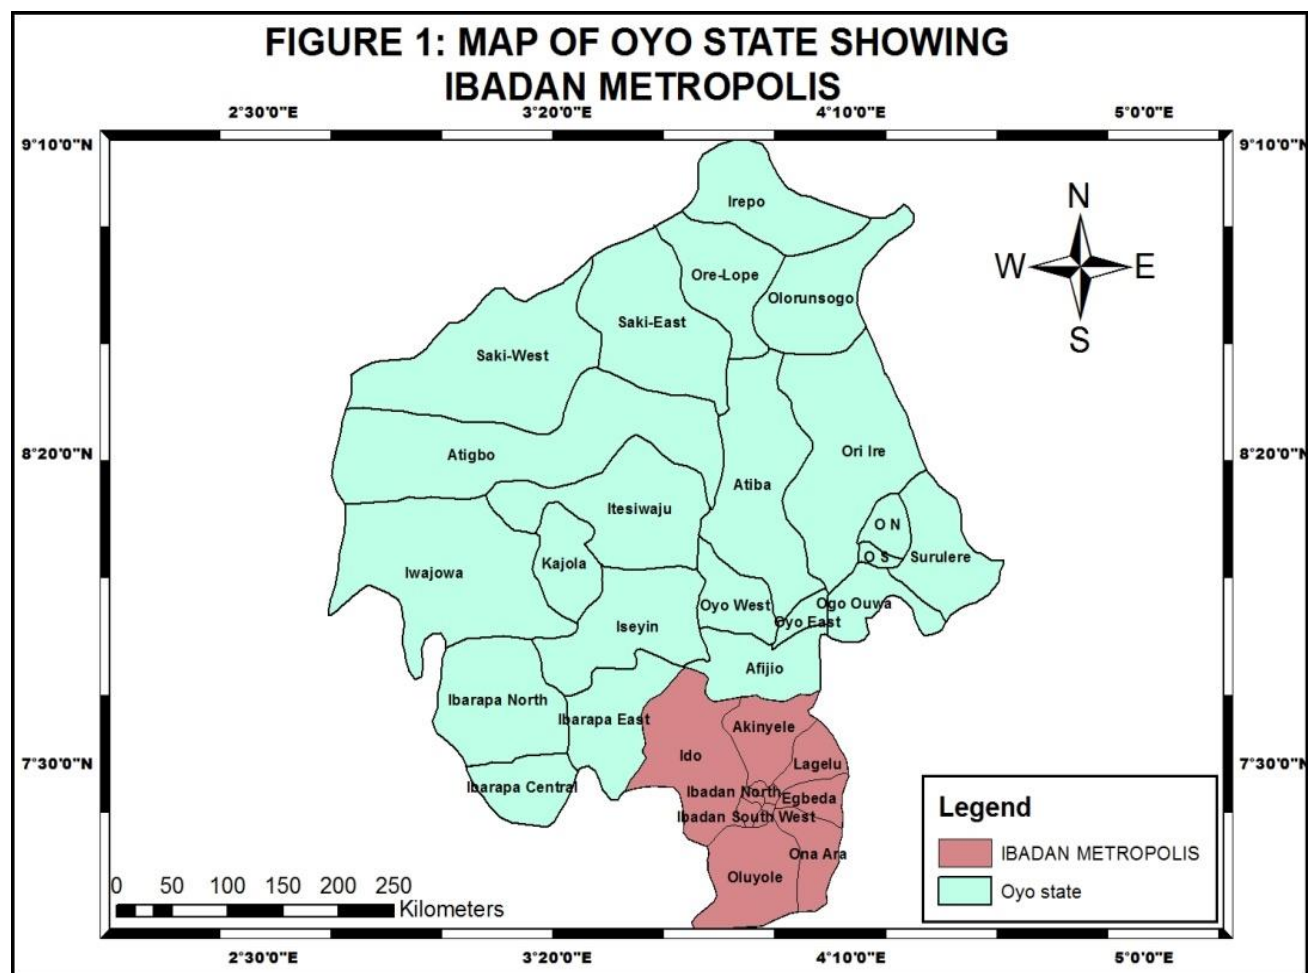 FIGURE 1: MAP OF OYO STATE SHOWING
IBADAN METROPOLIS
2°30'0"E 3°20'0"E 4°10'0"E 5°0'0"E
9°10'0"N 9°10'0"N
Irepo
N
W E
S
Ore-Lope
Olorunsogo
Saki-East
Saki-West
8°20'0"N 8°20'0"N
Ori Ire
Atigbo
Atiba
Itesiwaju
O N
O S
Surulere
Kajola
Iwajowa
Oyo West
Ogo Ouwa
Oyo East
Iseyin
Afijio
Ibarapa North
Ibarapa East
Akinyele
Ido
7°30'0"N 7°30'0"N
Lagelu
Ibarapa Central
Ibadan North
Egbeda
Ibadan South West
Ona Ara
Oluyole
Legend
IBADAN METROPOLIS
Oyo state
0 50 100 150 200 250
Kilometers
2°30'0"E 3°20'0"E 4°10'0"E 5°0'0"E